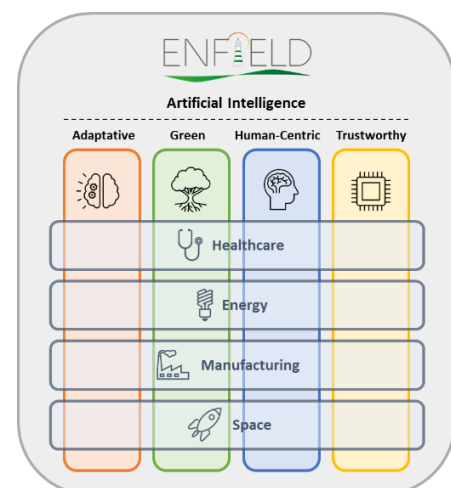 ENFIELD
Artificial Intelligence
Adaptative Green Human-Centric Trustworthy
Healthcare
Energy
Manufacturing
Space